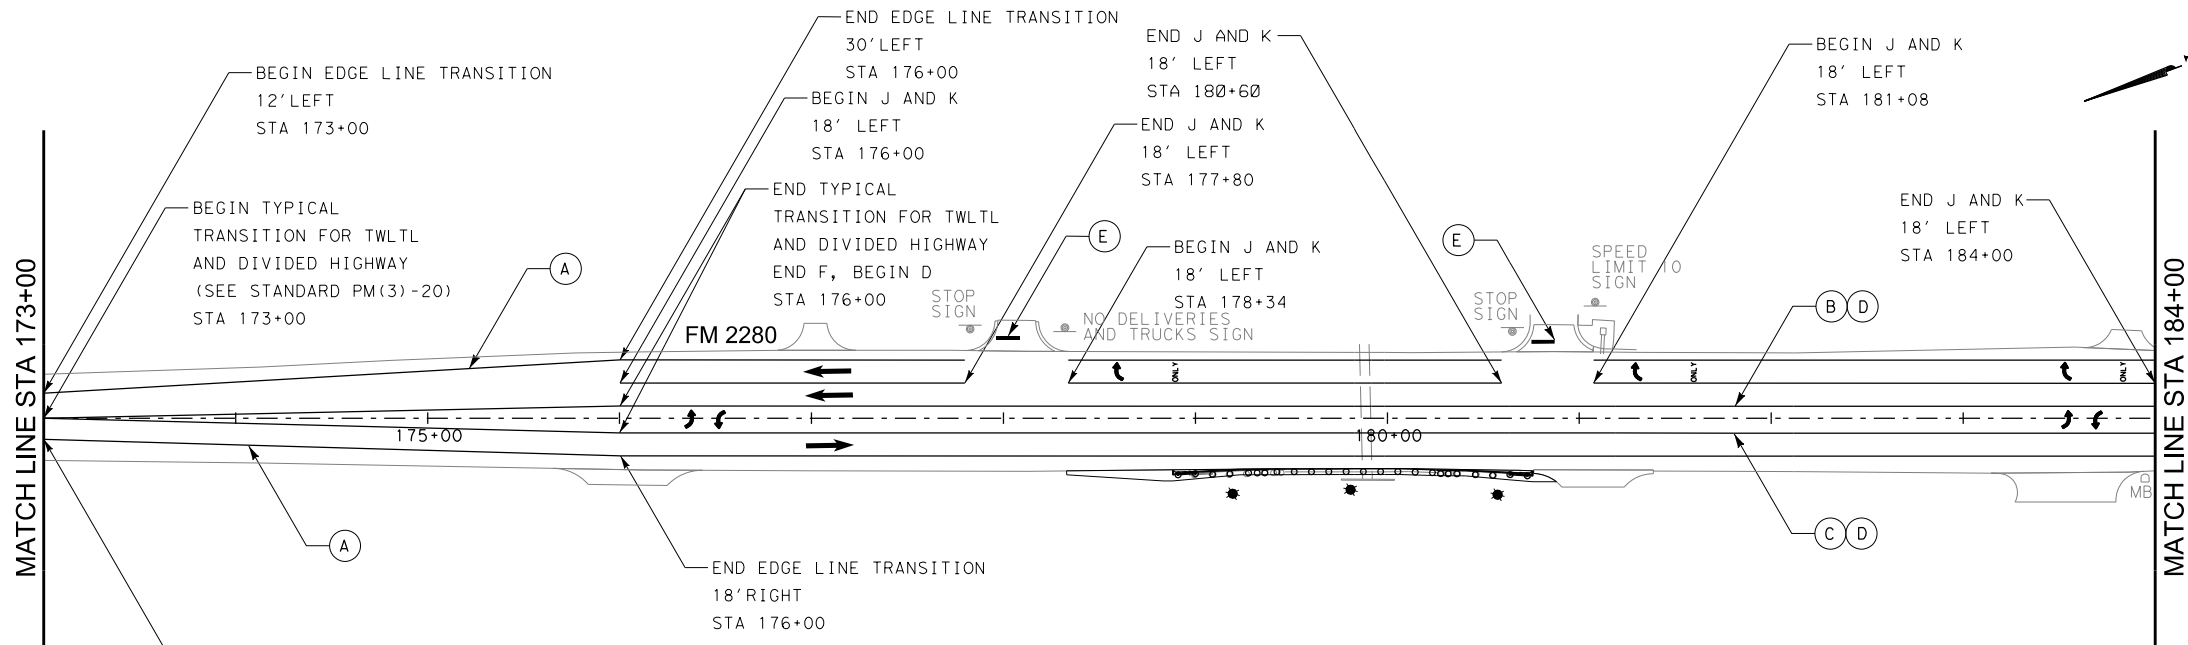 END EDGE LINE TRANSITION
30'LEFT
STA 176+00
END J AND K
18' LEFT
STA 180+60
BEGIN J AND K
18' LEFT
STA 181+08
BEGIN EDGE LINE TRANSITION
12'LEFT
STA 173+00
BEGIN J AND K
18' LEFT
STA 176+00
END J AND K
18' LEFT
STA 177+80
END TYPICAL
TRANSITION FOR TWLTL
AND DIVIDED HIGHWAY
END F, BEGIN D
STA 176+00
BEGIN TYPICAL
TRANSITION FOR TWLTL
AND DIVIDED HIGHWAY
(SEE STANDARD PM(3)-20)
STA 173+00
END J AND K
18' LEFT
STA 184+00
A
E
BEGIN J AND K
18' LEFT
STA 178+34
E
SPEED
LIMIT 10
SIGN
STOP
SIGN
NO DELIVERIES
AND TRUCKS SIGN
STOP
SIGN
B D
FM 2280
ONLY
ONLY
ONLY
175+00
180+00
MATCH LINE STA 173+00
MATCH LINE STA 184+00
MB
A
C D
END EDGE LINE TRANSITION
18'RIGHT
STA 176+00